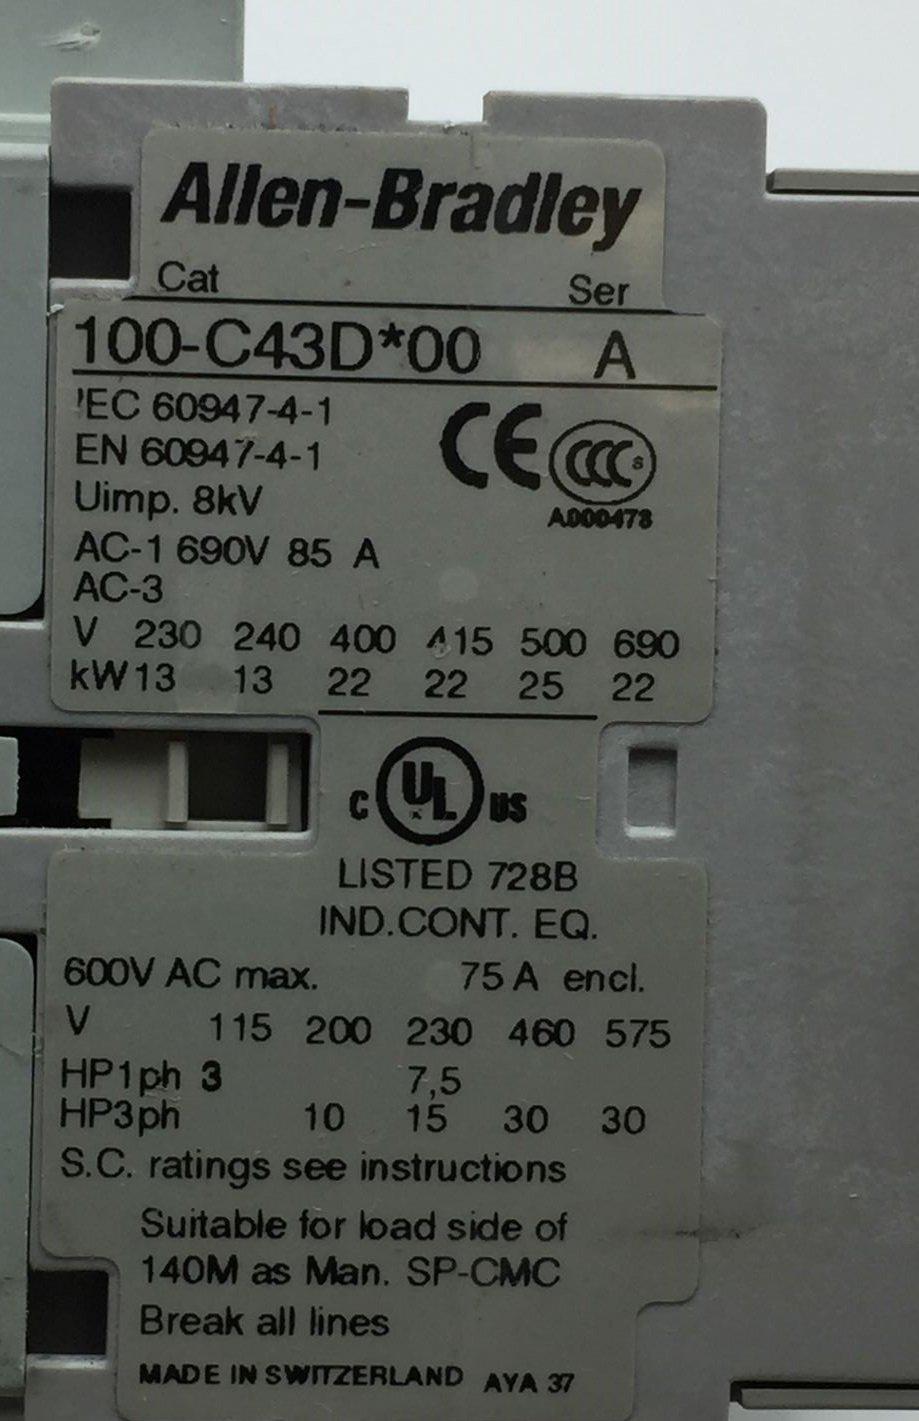 Allen-Bradley
Cat Ser
100-C43D*00 A
IEC 60947-4-1
EN 60947-4-1
CE CCC S
A000478
Uimp. 8kV
AC-1 690V 85 A
AC-3
V 230 240 400 415 500 690
kW 13 13 22 22 25 22
C UL US
LISTED 728B
IND.CONT. EQ.
600V AC max. 75 A encl.
V 115 200 230 460 575
HP1ph 3 7,5
HP3ph 10 15 30 30
S.C. ratings see instructions
Suitable for load side of
140M as Man. SP-CMC
Break all lines
MADE IN SWITZERLAND AYA 37